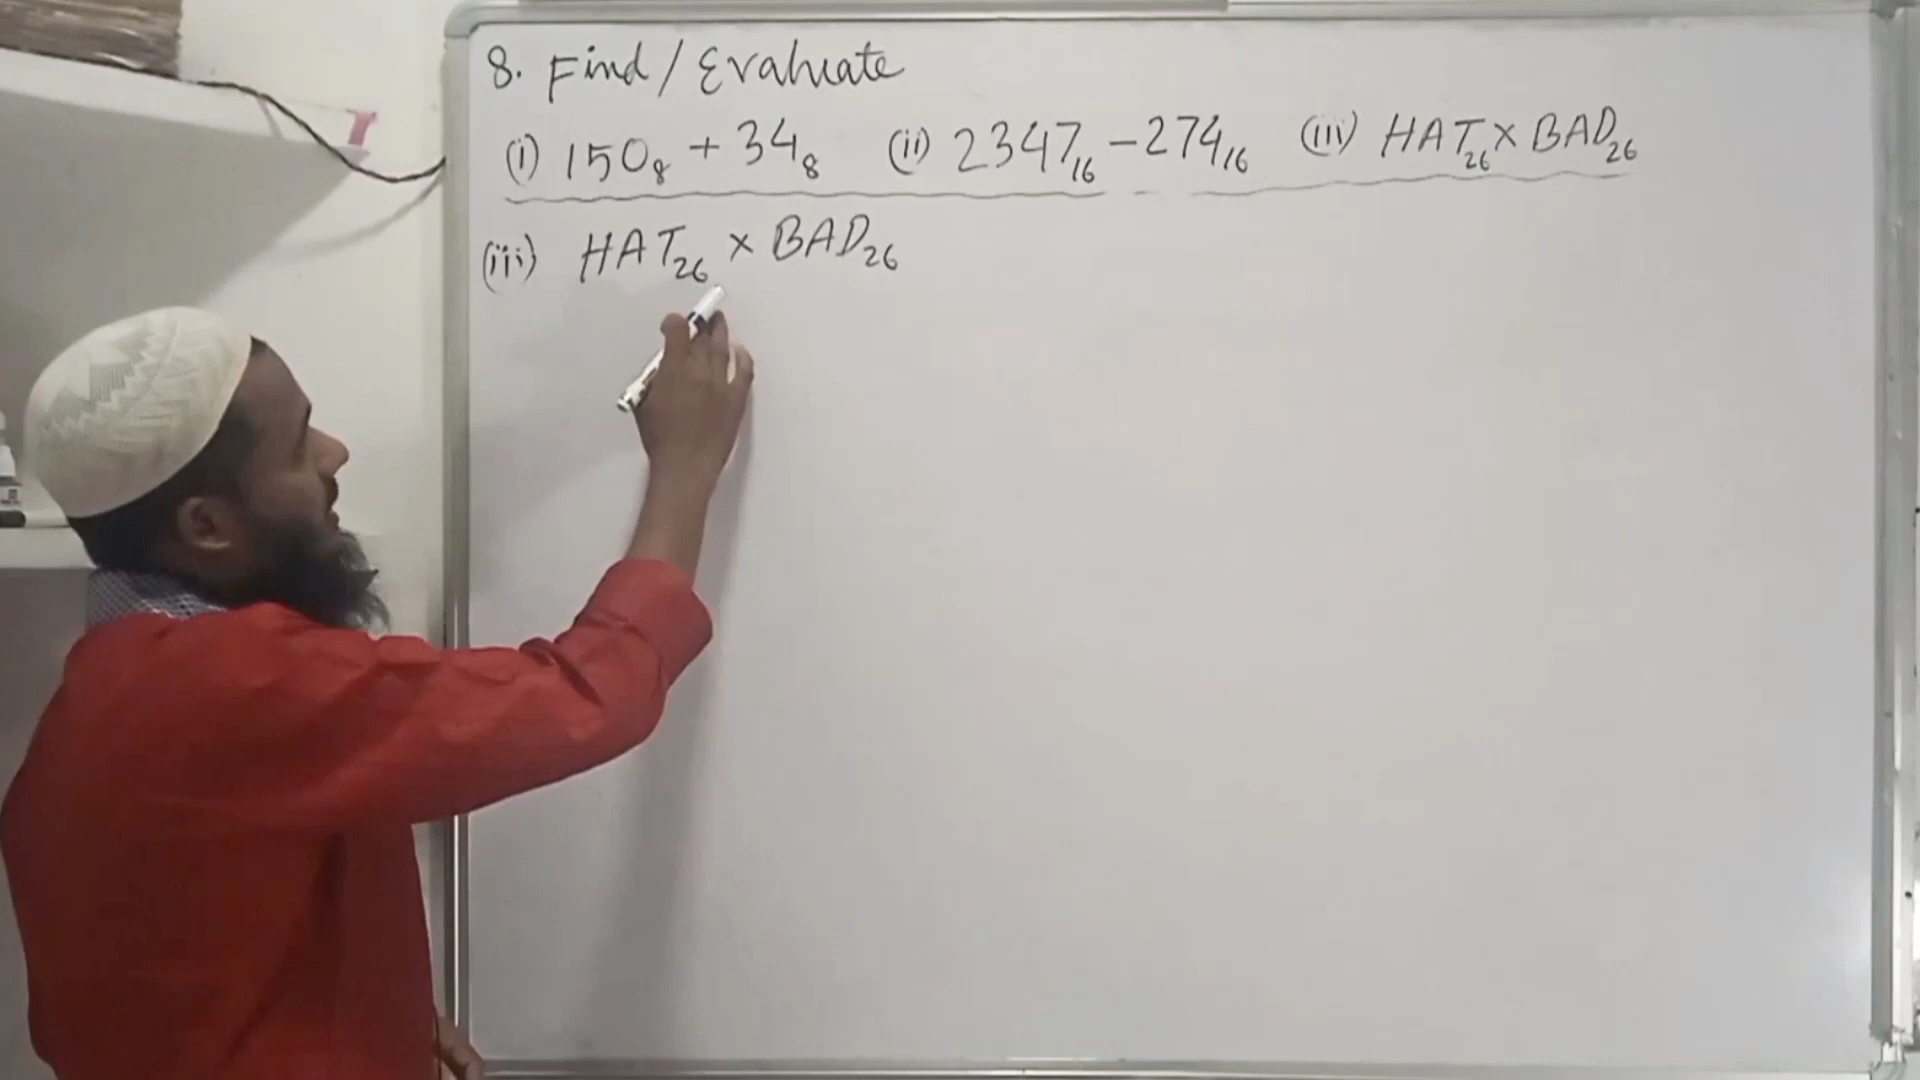 8. Find / Evaluate
(i) 150₈ + 34₈ (ii) 2347₁₆ - 274₁₆ (iii) HAT₂₆ × BAD₂₆
(iii) HAT₂₆ × BAD₂₆